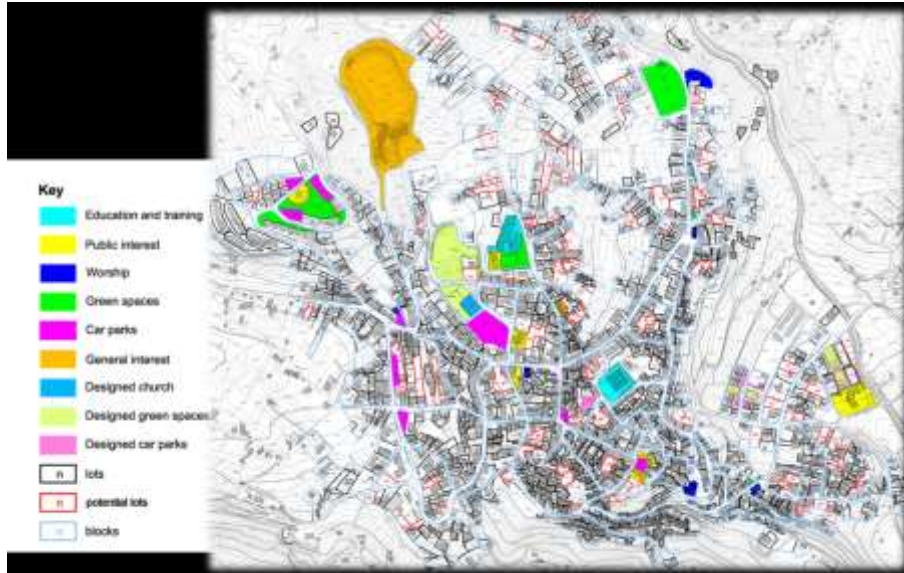 Key
Education and training
Public interest
Worship
Green spaces
Car parks
General interest
Designed church
Designed green spaces
Designed car parks
n lots
n potential lots
blocks